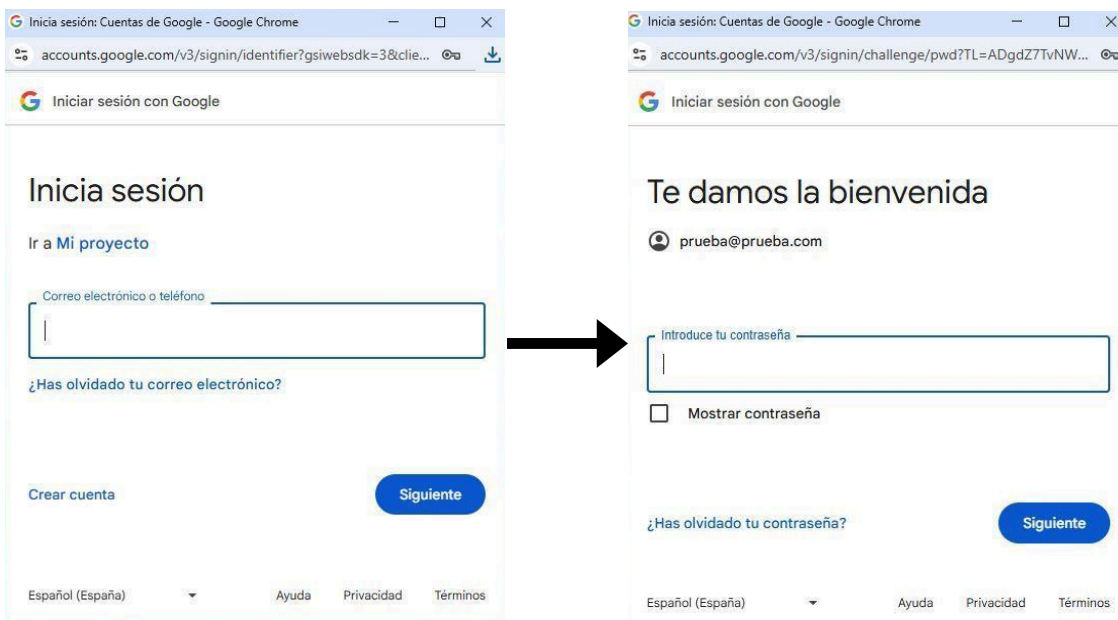 Inicia sesión: Cuentas de Google - Google Chrome
accounts.google.com/v3/signin/identifier?gsiwebsdk=3&clie...
Iniciar sesión con Google
Inicia sesión
Ir a Mi proyecto
Correo electrónico o teléfono
¿Has olvidado tu correo electrónico?
Crear cuenta
Siguiente
Español (España)
Ayuda
Privacidad
Términos
Inicia sesión: Cuentas de Google - Google Chrome
accounts.google.com/v3/signin/challenge/pwd?TL=ADgdZ7TvNW...
Iniciar sesión con Google
Te damos la bienvenida
prueba@prueba.com
Introduce tu contraseña
Mostrar contraseña
¿Has olvidado tu contraseña?
Siguiente
Español (España)
Ayuda
Privacidad
Términos